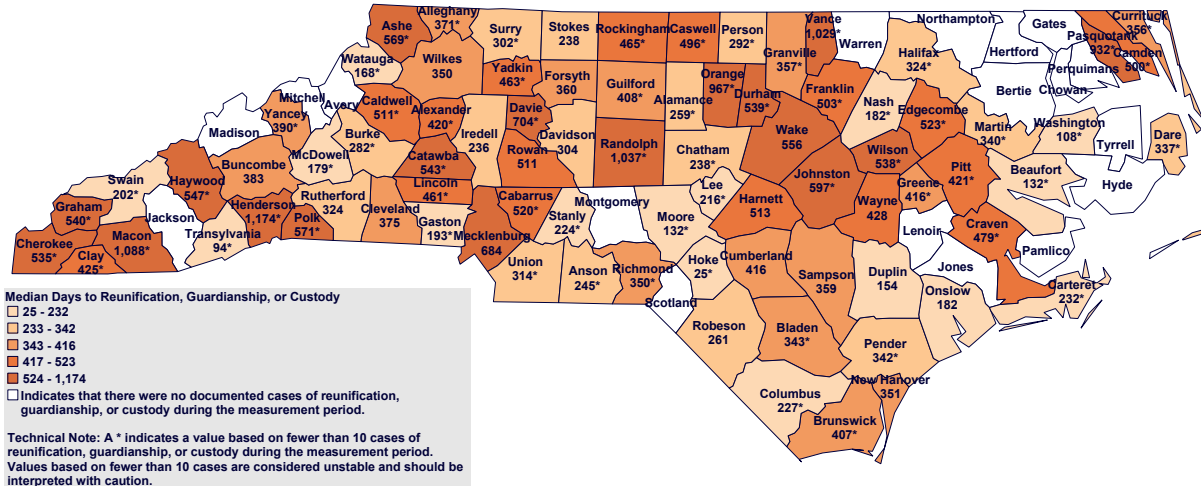 Alleghany
371*
Ashe
569*
Surry
302*
Stokes
238
Rockingham
465*
Caswell
496*
Person
292*
Vance
1,029*
Warren
Northampton
Gates
Currituck
356*
Pasquotank
932*
Camden
500*
Hertford
Perquimans
Chowan
Bertie
Halifax
324*
Granville
357*
Watauga
168*
Wilkes
350
Yadkin
463*
Forsyth
360
Guilford
408*
Alamance
259*
Orange
967*
Durham
539*
Franklin
503*
Nash
182*
Edgecombe
523*
Martin
340*
Washington
108*
Tyrrell
Dare
337*
Mitchell
Avery
Yancey
390*
Madison
Caldwell
511*
Alexander
420*
Iredell
236
Davie
704*
Davidson
304
Randolph
1,037*
Chatham
238*
Wake
556
Wilson
538*
Pitt
421*
Beaufort
132*
Hyde
Burke
282*
McDowell
179*
Buncombe
383
Haywood
547*
Swain
202*
Graham
540*
Cherokee
535*
Clay
425*
Macon
1,088*
Jackson
Transylvania
94*
Henderson
1,174*
Polk
571*
Rutherford
324
Cleveland
375
Catawba
543*
Lincoln
461*
Gaston
193*
Mecklenburg
684
Rowan
511
Cabarrus
520*
Stanly
224*
Montgomery
Moore
132*
Lee
216*
Harnett
513
Johnston
597*
Wayne
428
Greene
416*
Lenoir
Craven
479*
Pamlico
Jones
Carteret
232*
Onslow
182
Duplin
154
Sampson
359
Cumberland
416
Hoke
25*
Scotland
Richmond
350*
Anson
245*
Union
314*
Robeson
261
Bladen
343*
Pender
342*
New Hanover
351
Columbus
227*
Brunswick
407*
Median Days to Reunification, Guardianship, or Custody
25 - 232
233 - 342
343 - 416
417 - 523
524 - 1,174
Indicates that there were no documented cases of reunification,
guardianship, or custody during the measurement period.
Technical Note: A * indicates a value based on fewer than 10 cases of
reunification, guardianship, or custody during the measurement period.
Values based on fewer than 10 cases are considered unstable and should be
interpreted with caution.